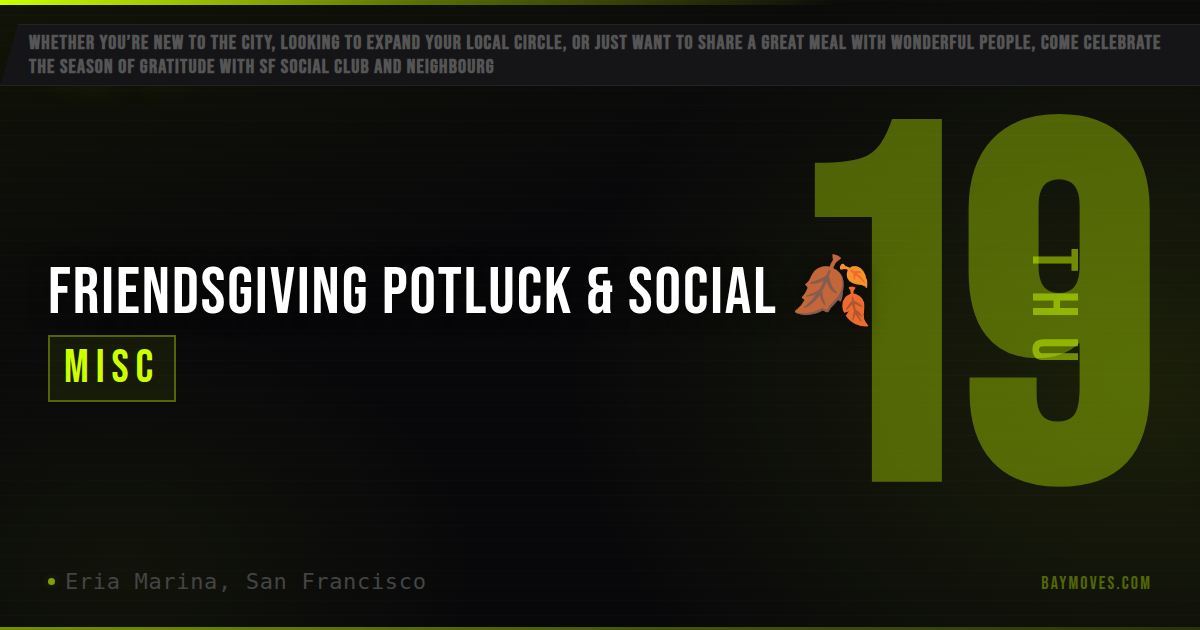 WHETHER YOU'RE NEW TO THE CITY, LOOKING TO EXPAND YOUR LOCAL CIRCLE, OR JUST WANT TO SHARE A GREAT MEAL WITH WONDERFUL PEOPLE, COME CELEBRATE
THE SEASON OF GRATITUDE WITH SF SOCIAL CLUB AND NEIGHBOURG
19
THU
FRIENDSGIVING POTLUCK & SOCIAL 🍂
MISC
Eria Marina, San Francisco
BAYMOVES.COM